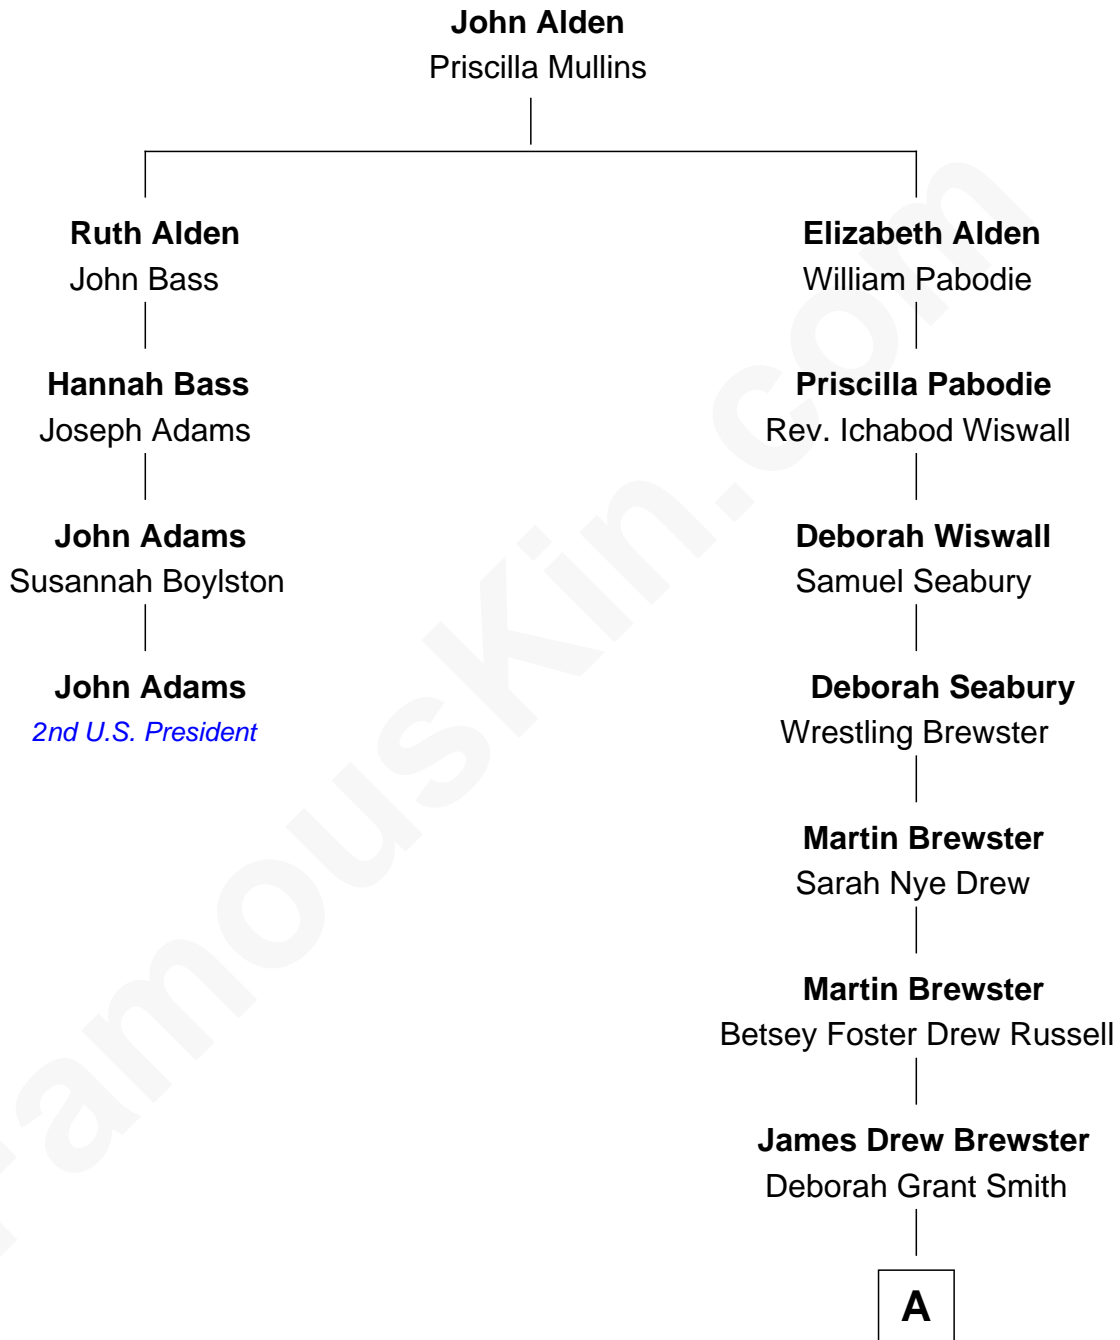 John Alden
Priscilla Mullins
Ruth Alden
John Bass
Elizabeth Alden
William Pabodie
Hannah Bass
Joseph Adams
Priscilla Pabodie
Rev. Ichabod Wiswall
John Adams
Susannah Boylston
Deborah Wiswall
Samuel Seabury
John Adams
2nd U.S. President
Deborah Seabury
Wrestling Brewster
Martin Brewster
Sarah Nye Drew
Martin Brewster
Betsey Foster Drew Russell
James Drew Brewster
Deborah Grant Smith
A
FamousKin.com